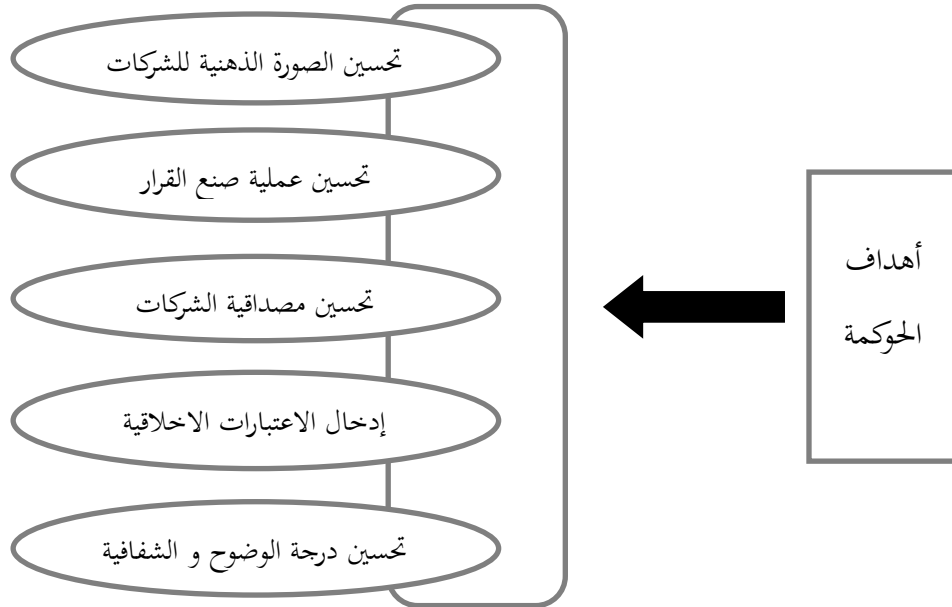 أهداف
الحوكمة
تحسين الصورة الذهنية للشركات
تحسين عملية صنع القرار
تحسين مصداقية الشركات
إدخال الاعتبارات الاخلاقية
تحسين درجة الوضوح و الشفافية